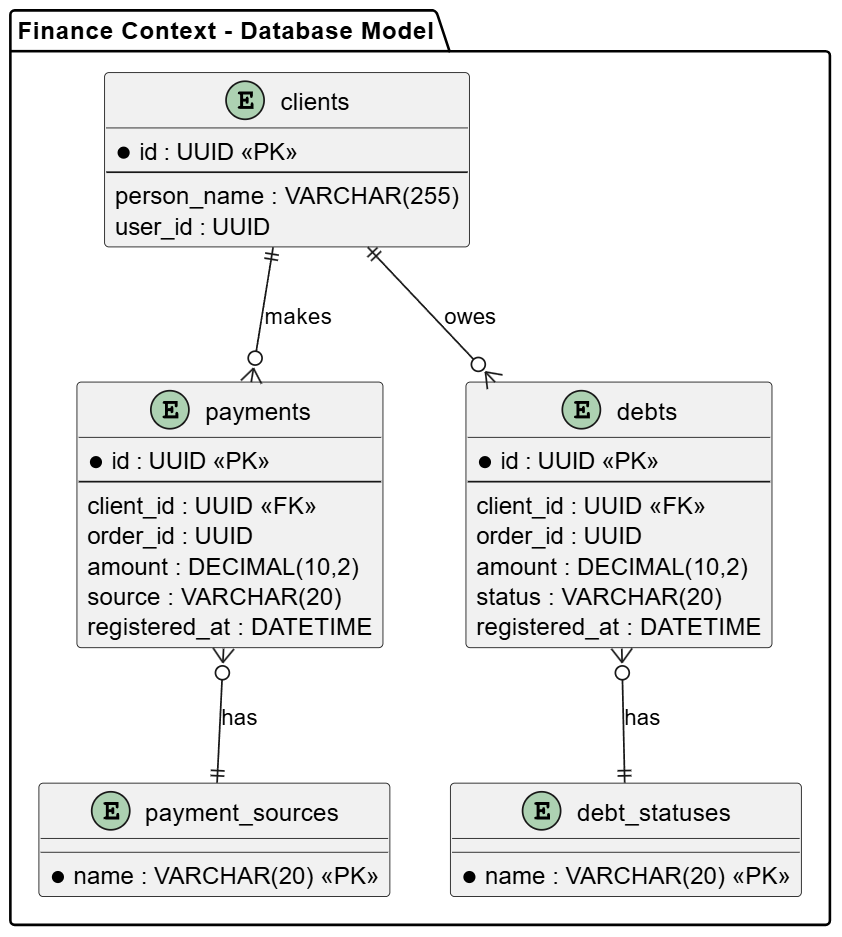 Finance Context - Database Model
E clients
id : UUID «PK»
person_name : VARCHAR(255)
user_id : UUID
makes
owes
E payments
id : UUID «PK»
client_id : UUID «FK»
order_id : UUID
amount : DECIMAL(10,2)
source : VARCHAR(20)
registered_at : DATETIME
E debts
id : UUID «PK»
client_id : UUID «FK»
order_id : UUID
amount : DECIMAL(10,2)
status : VARCHAR(20)
registered_at : DATETIME
has
has
E payment_sources
name : VARCHAR(20) «PK»
E debt_statuses
name : VARCHAR(20) «PK»